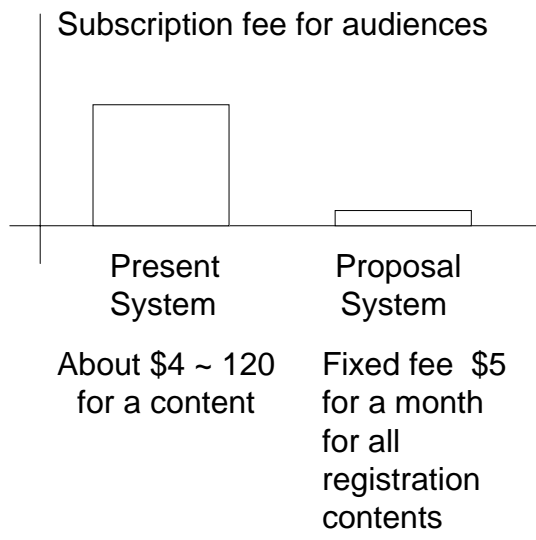 Subscription fee for audiences
Present
System
Proposal
System
About $4 ~ 120
for a content
Fixed fee $5
for a month
for all
registration
contents